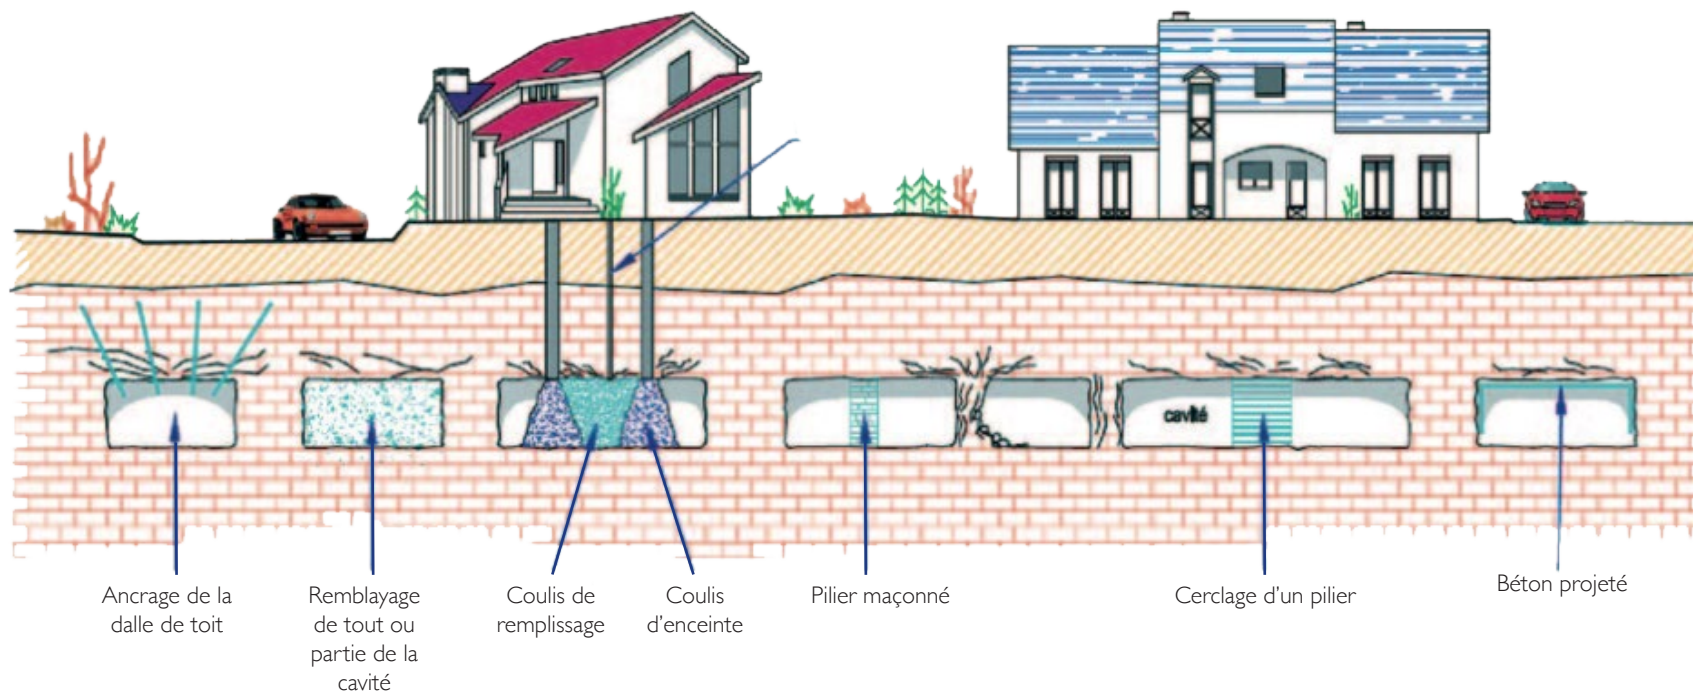 cavité
Ancrage de la
dalle de toit
Remblayage
de tout ou
partie de la
cavité
Coulis de
remplissage
Coulis
d'enceinte
Pilier maçonné
Cerclage d'un pilier
Béton projeté